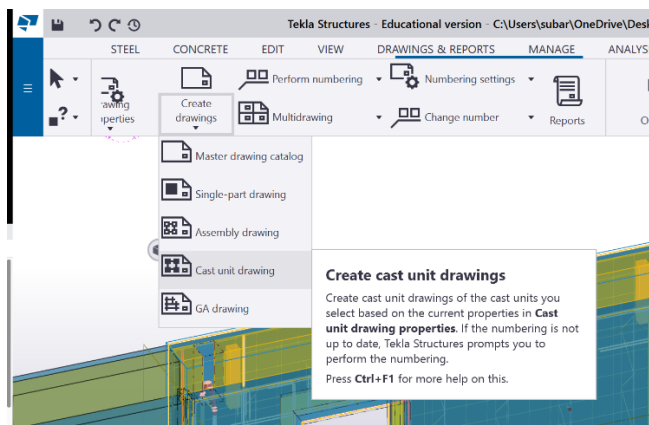 Tekla Structures - Educational version - C:\Users\subar\OneDrive\Desk
STEEL CONCRETE EDIT VIEW DRAWINGS & REPORTS MANAGE ANALYS
rawing
perties
Create
drawings
Perform numbering
Numbering settings
Multidrawing
Change number
Reports
O
Master drawing catalog
Single-part drawing
Assembly drawing
Cast unit drawing
GA drawing
Create cast unit drawings
Create cast unit drawings of the cast units you
select based on the current properties in Cast
unit drawing properties. If the numbering is not
up to date, Tekla Structures prompts you to
perform the numbering.
Press Ctrl+F1 for more help on this.